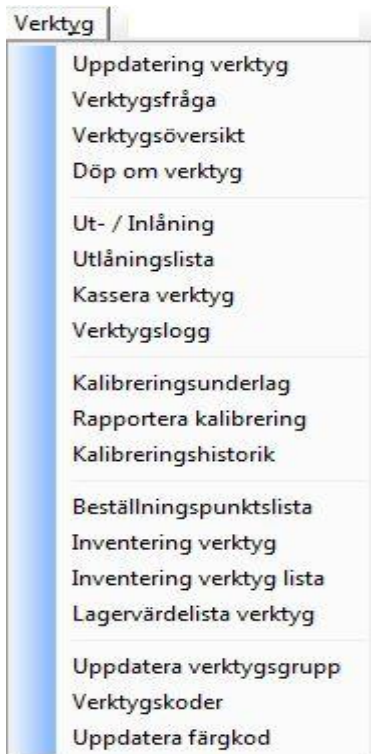 Verktyg
Uppdatering verktyg
Verktygsfråga
Verktygsöversikt
Döp om verktyg
Ut- / Inlåning
Utlåningslista
Kassera verktyg
Verktygslogg
Kalibreringsunderlag
Rapportera kalibrering
Kalibreringshistorik
Beställningspunktslista
Inventering verktyg
Inventering verktyg lista
Lagervärdelista verktyg
Uppdatera verktygsgrupp
Verktygskoder
Uppdatera färgkod